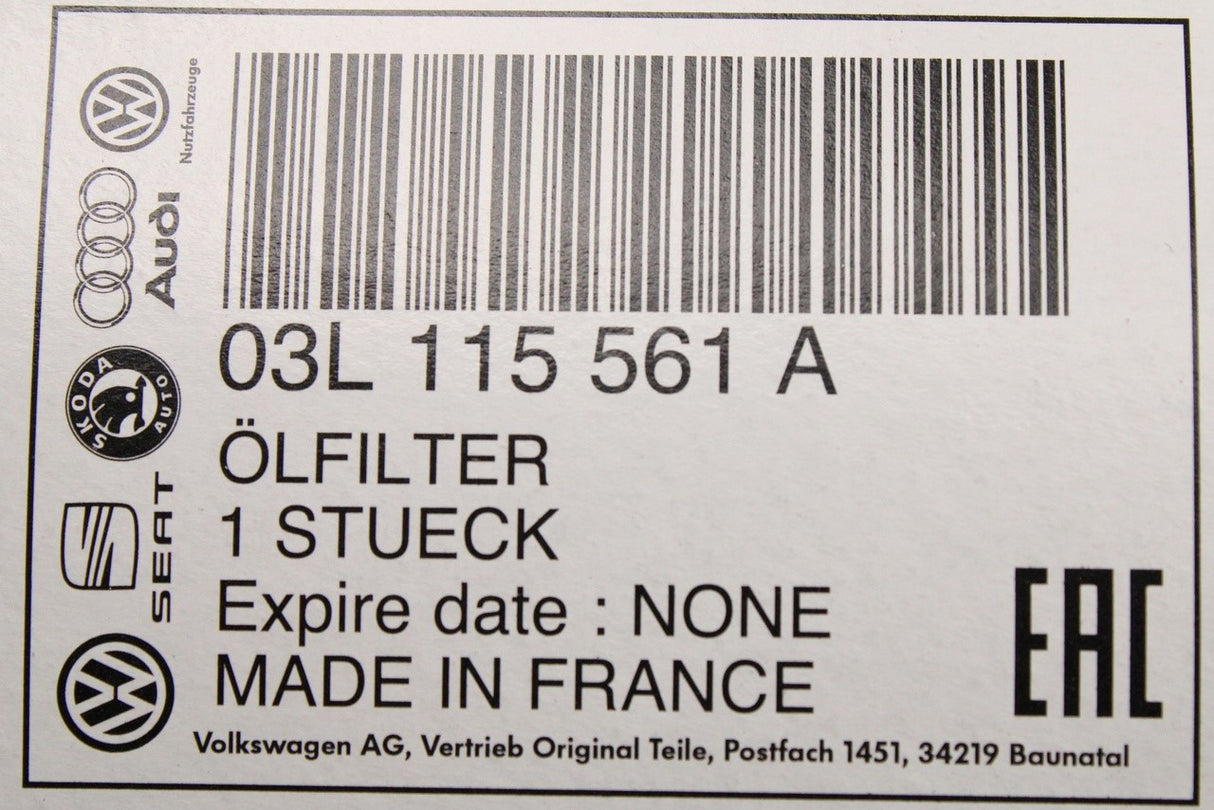 Nutzfahrzeuge
Audi
SKODA
AUTO
SEAT
03L 115 561 A
ÖLFILTER
1 STUECK
Expire date : NONE
MADE IN FRANCE
EAC
Volkswagen AG, Vertrieb Original Teile, Postfach 1451, 34219 Baunatal